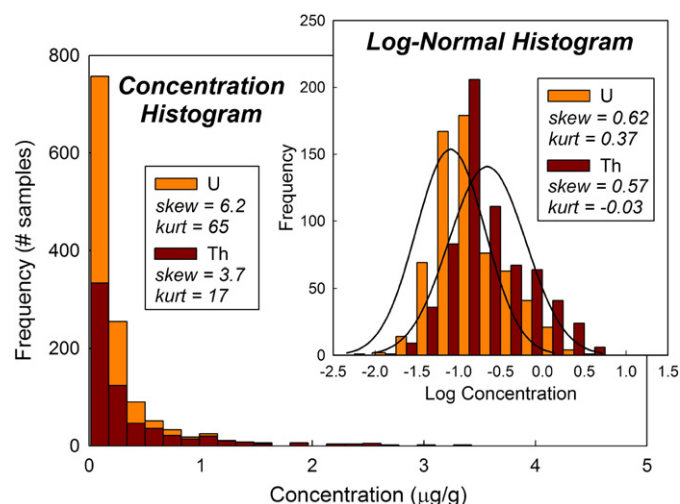 Concentration
Histogram
U
skew = 6.2
kurt = 65
Th
skew = 3.7
kurt = 17
Frequency (# samples)
800
600
400
200
0
0 1 2 3 4 5
Concentration (µg/g)
Log-Normal Histogram
U
skew = 0.62
kurt = 0.37
Th
skew = 0.57
kurt = -0.03
Frequency
250
200
150
100
50
0
-2.5 -2.0 -1.5 -1.0 -0.5 0.0 0.5 1.0 1.5
Log Concentration